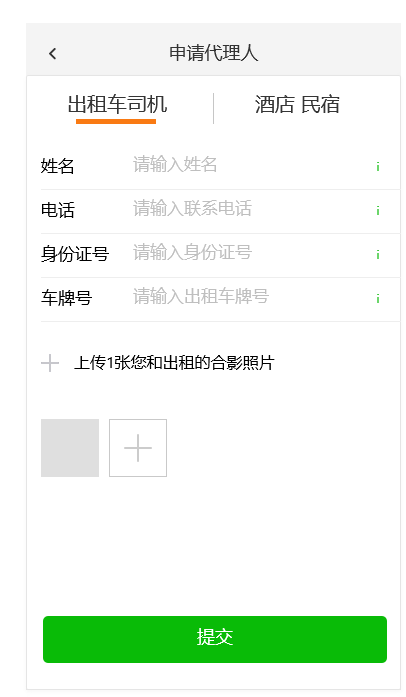 申请代理人
出租车司机 酒店 民宿
姓名 请输入姓名 i
电话 请输入联系电话 i
身份证号 请输入身份证号 i
车牌号 请输入出租车牌号 i
上传1张您和出租的合影照片
提交